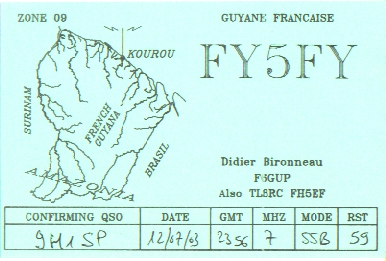 ZONE 09
GUYANE FRANCAISE
FY5FY
KOUROU
SURINAM
FRENCH
GUYANA
BRASIL
AMAZONIA
Didier Bironneau
F6GUP
Also TL8RC FH5EF
CONFIRMING QSO DATE GMT MHZ MODE RST
9H1SP 12/07/03 2356 7 SSB 59